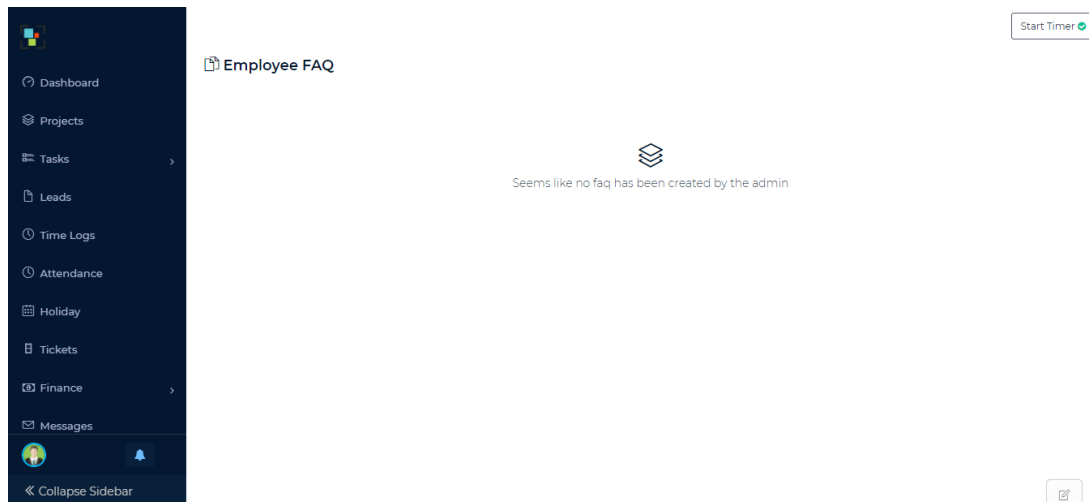 Start Timer
Employee FAQ
Dashboard
Projects
Tasks
Leads
Time Logs
Attendance
Holiday
Tickets
Finance
Messages
Collapse Sidebar
Seems like no faq has been created by the admin